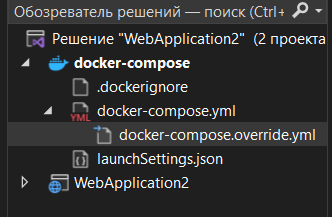 Обозреватель решений — поиск (Ctrl+
Решение "WebApplication2" (2 проекта
docker-compose
.dockerignore
YML docker-compose.yml
docker-compose.override.yml
launchSettings.json
WebApplication2